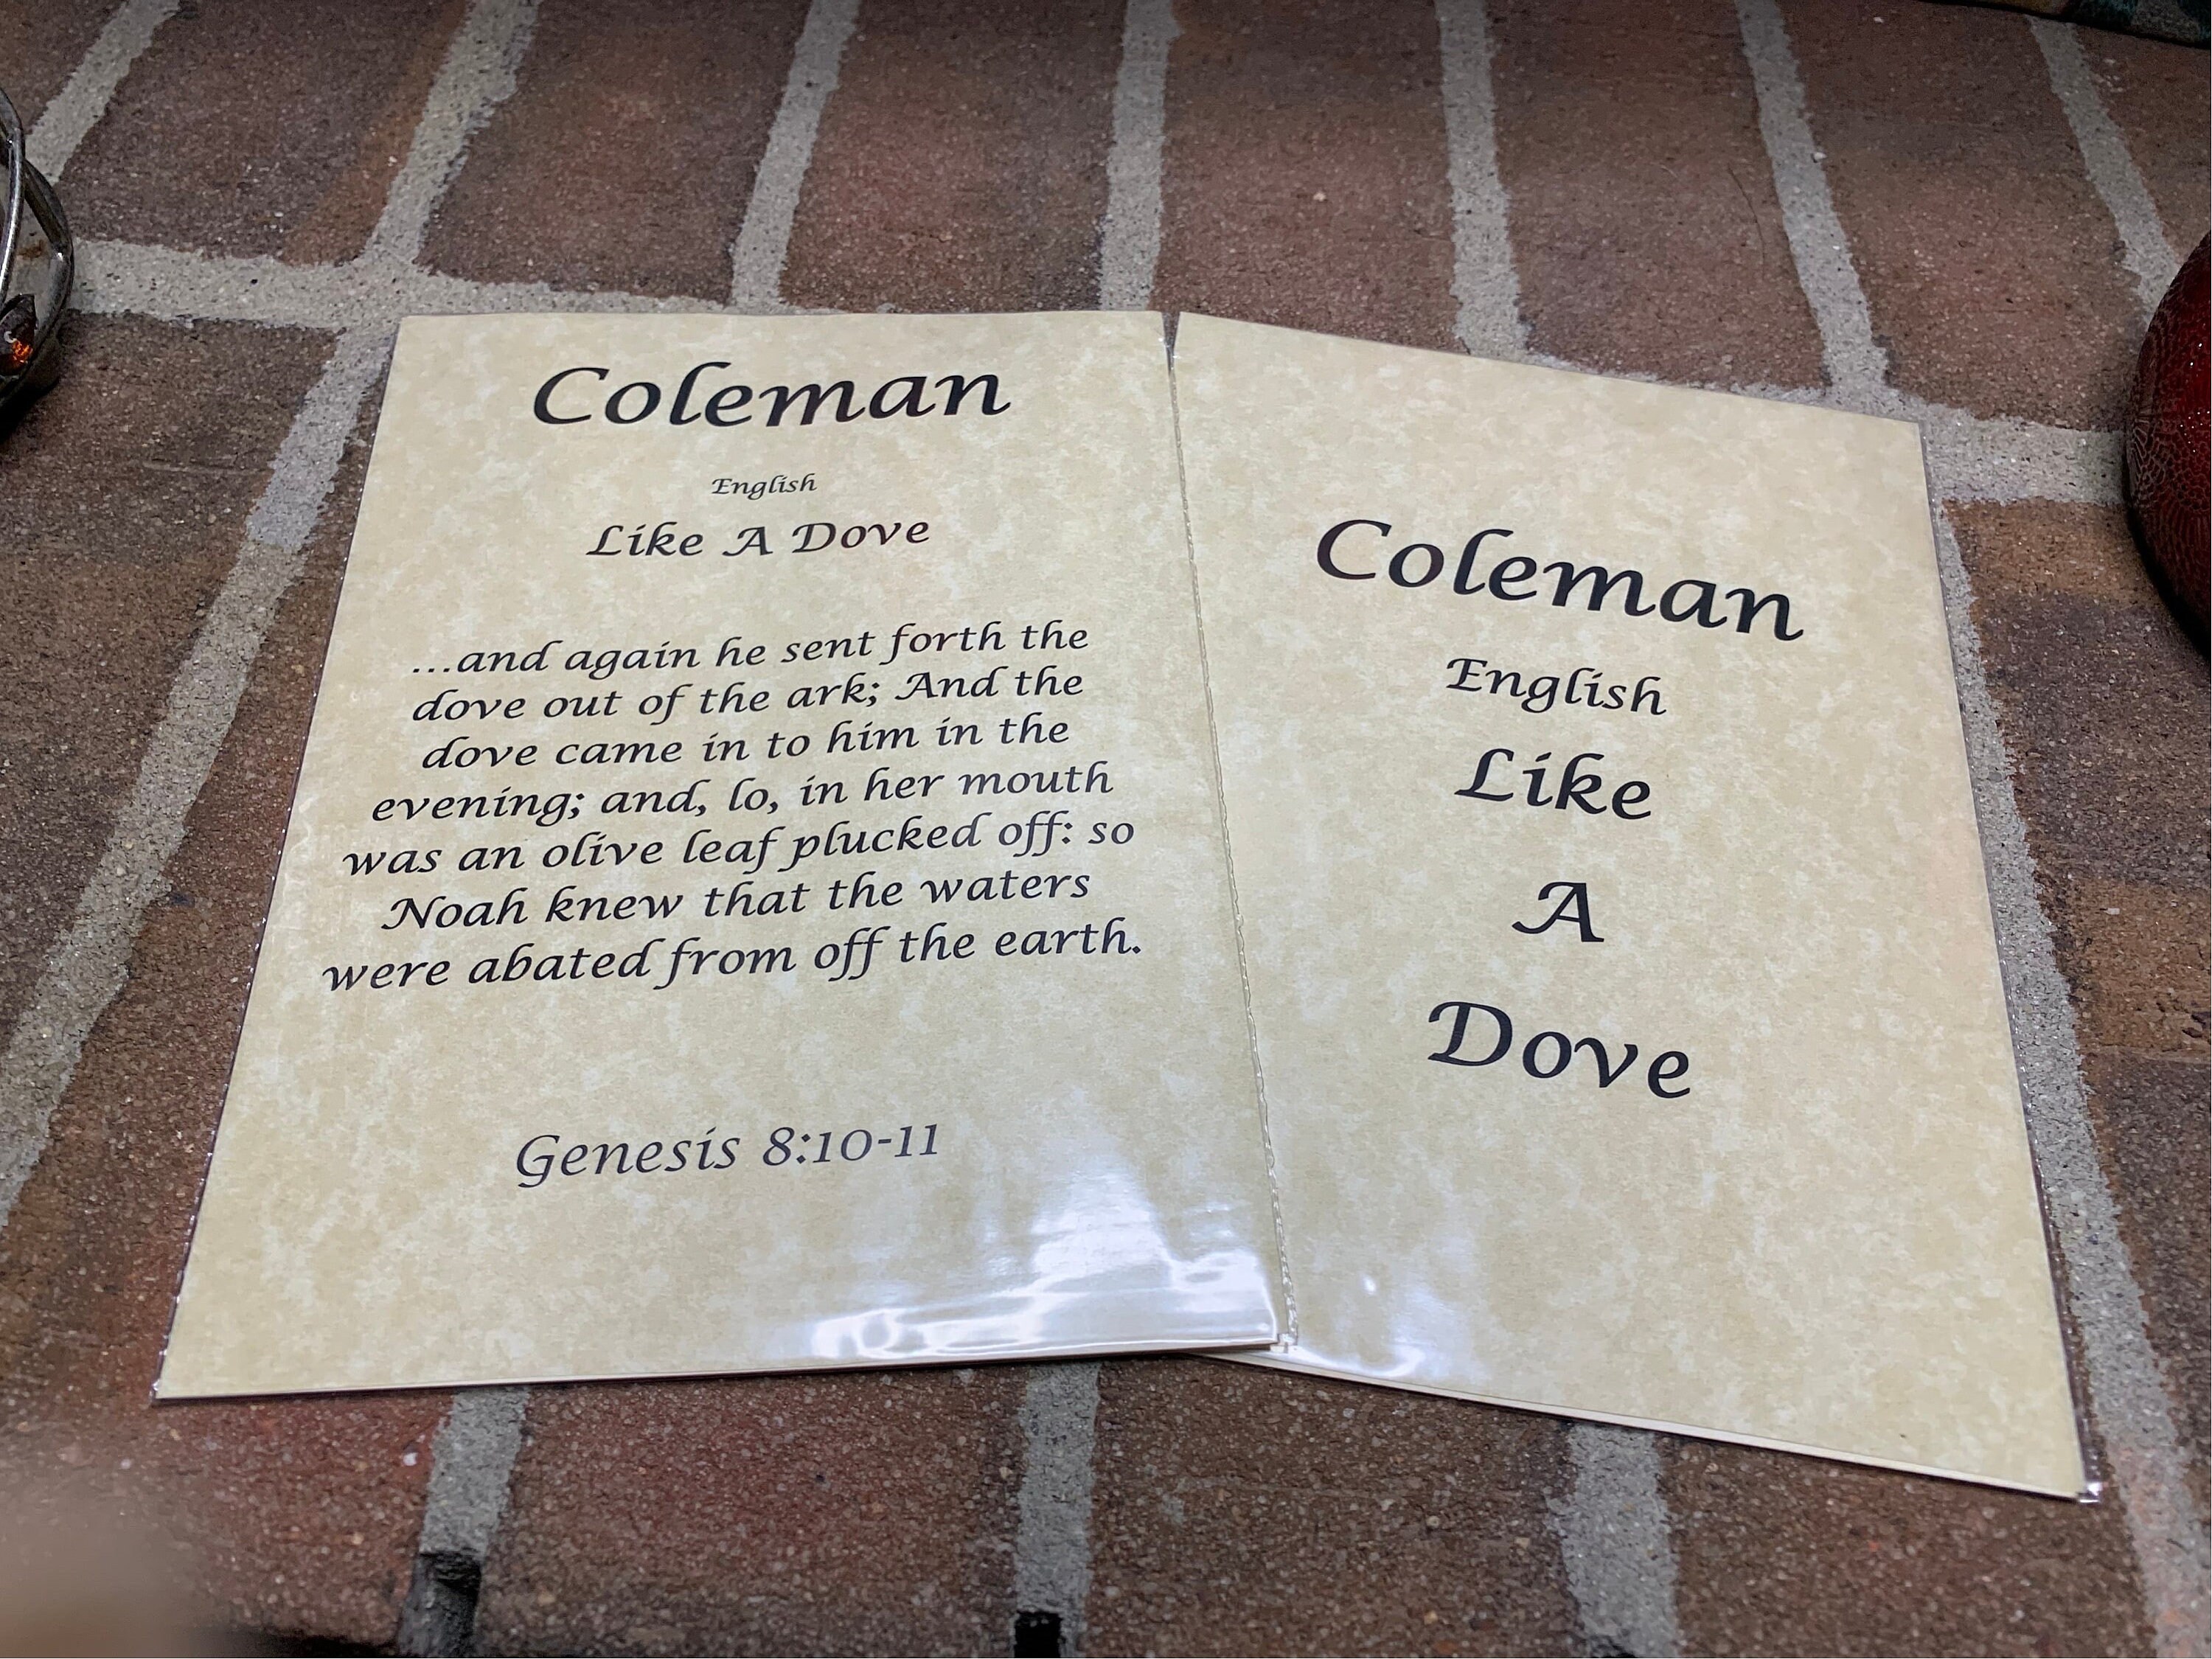 Coleman
English
Like A Dove
...and again he sent forth the
dove out of the ark; And the
dove came in to him in the
evening; and, lo, in her mouth
was an olive leaf plucked off: so
Noah knew that the waters
were abated from off the earth.
Genesis 8:10-11
Coleman
English
Like
A
Dove